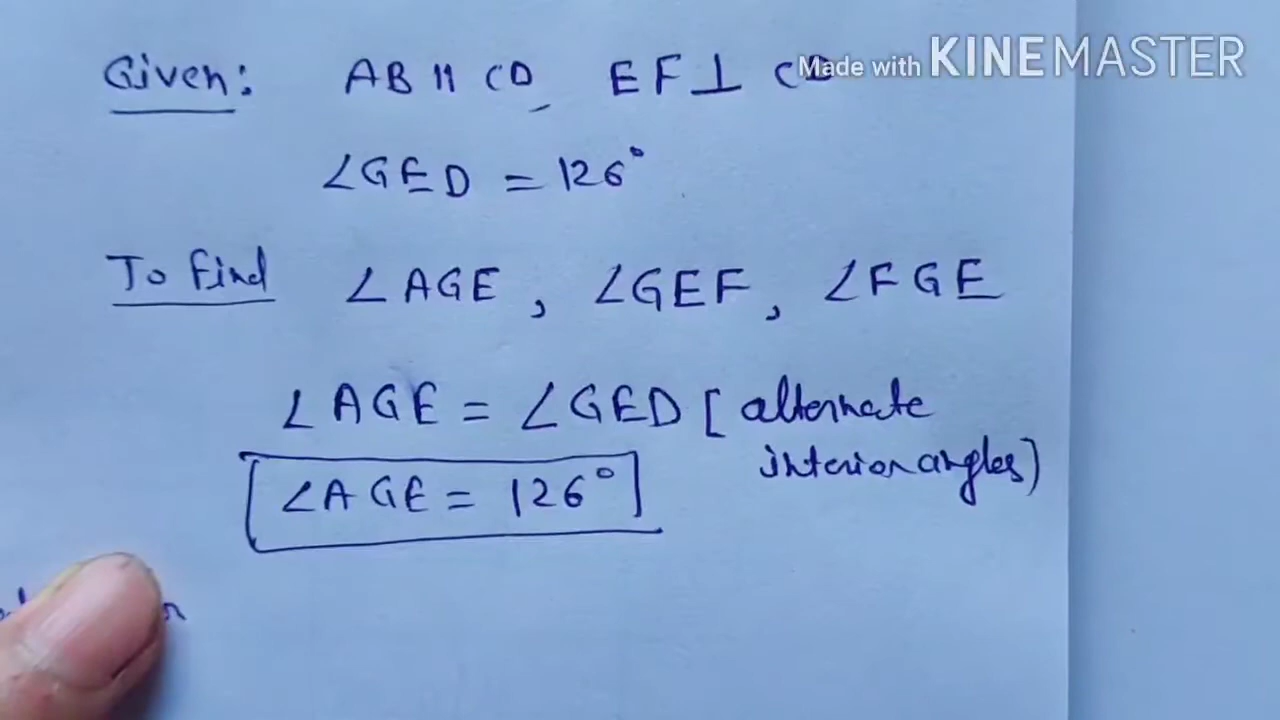 Given: AB || CD, EF ⊥ CD
Made with KINEMASTER
∠GED = 126°
To find ∠AGE, ∠GEF, ∠FGE
∠AGE = ∠GED [alternate
interior angles)
∠AGE = 126°